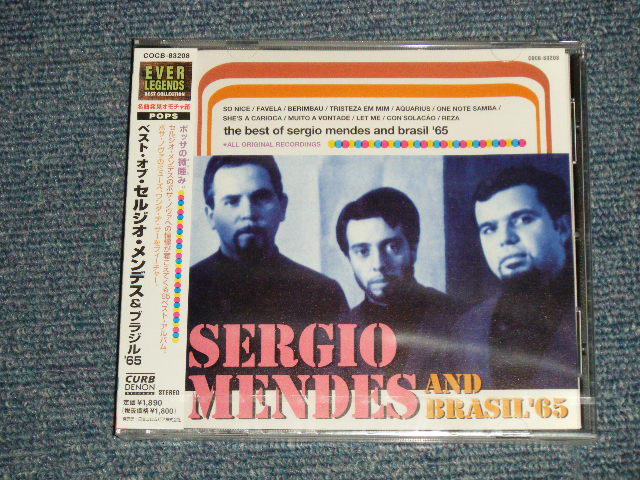 COCB-83208
EVER
LEGENDS
BEST COLLECTION
POPS
ベスト・オブ・セルジオ・メンデス&ブラジル'65
CURB
DENON
STEREO
定価¥1,890
(税抜価格¥1,800)
COCB-83208
SO NICE / FAVELA / BERIMBAU / TRISTEZA EM MIM / AQUARIUS / ONE NOTE SAMBA /
SHE'S A CARIOCA / MUITO A VONTADE / LET ME / CON SOLAÇÃO / REZA
the best of sergio mendes and brasil '65
*ALL ORIGINAL RECORDINGS
SERGIO
MENDES
AND
BRASIL'65